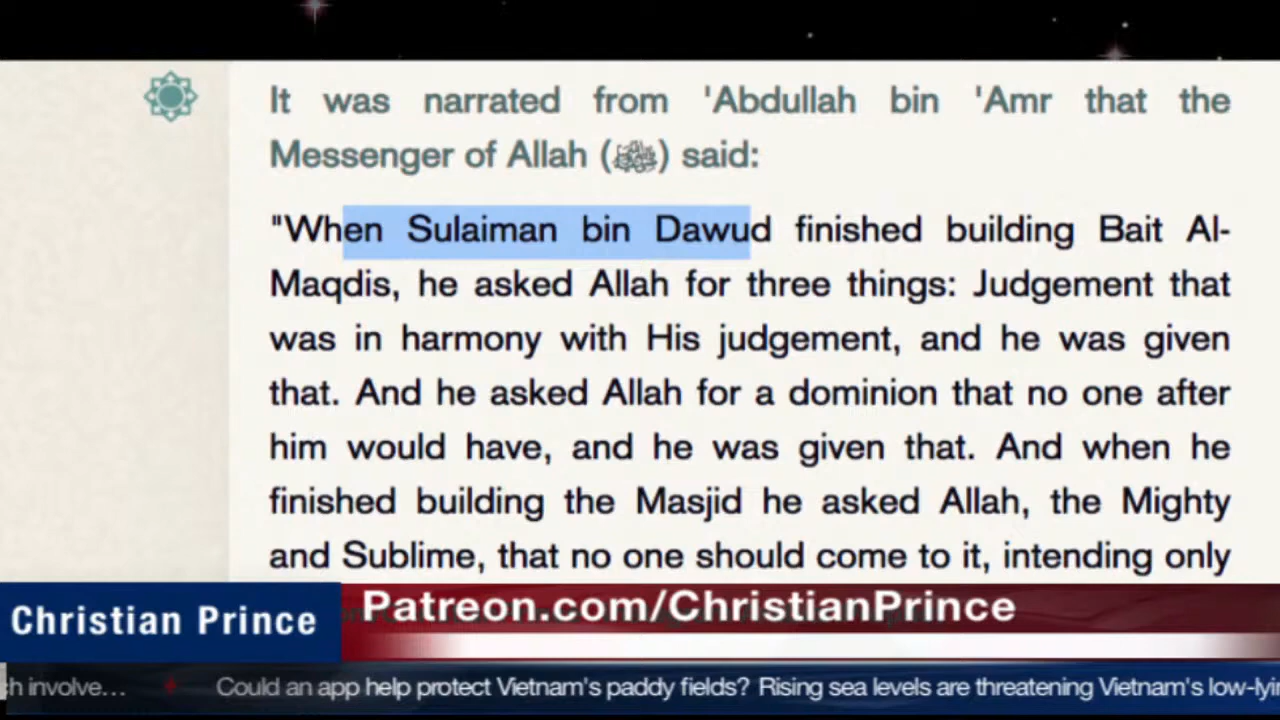 It was narrated from 'Abdullah bin 'Amr that the
Messenger of Allah (ﷺ) said:
"When Sulaiman bin Dawud finished building Bait Al-
Maqdis, he asked Allah for three things: Judgement that
was in harmony with His judgement, and he was given
that. And he asked Allah for a dominion that no one after
him would have, and he was given that. And when he
finished building the Masjid he asked Allah, the Mighty
and Sublime, that no one should come to it, intending only
Christian Prince
Patreon.com/ChristianPrince
ch involve... Could an app help protect Vietnam's paddy fields? Rising sea levels are threatening Vietnam's low-lyi